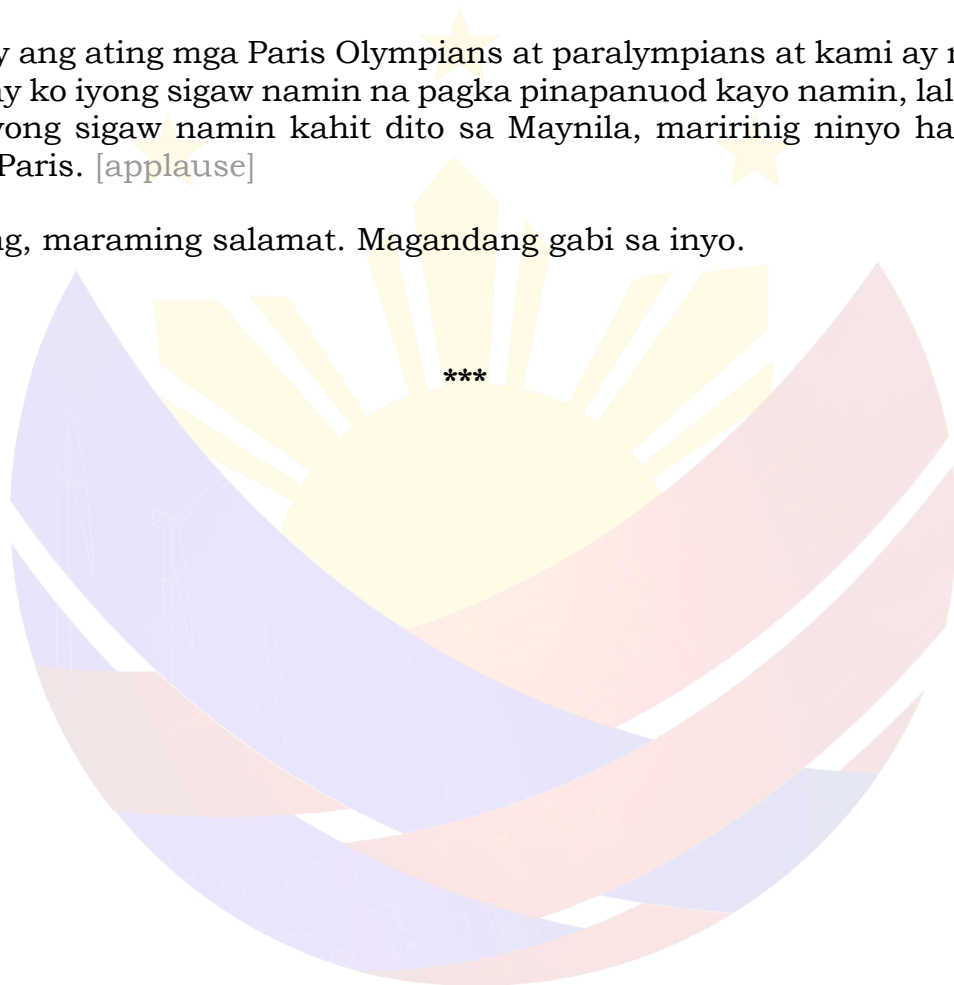 ang ating mga Paris Olympians at paralympians at kami ay
ko iyong sigaw namin na pagka pinapanuod kayo namin,
sigaw namin kahit dito sa Maynila, maririnig ninyo
Paris. [applause]
maraming salamat. Magandang gabi sa inyo.
***